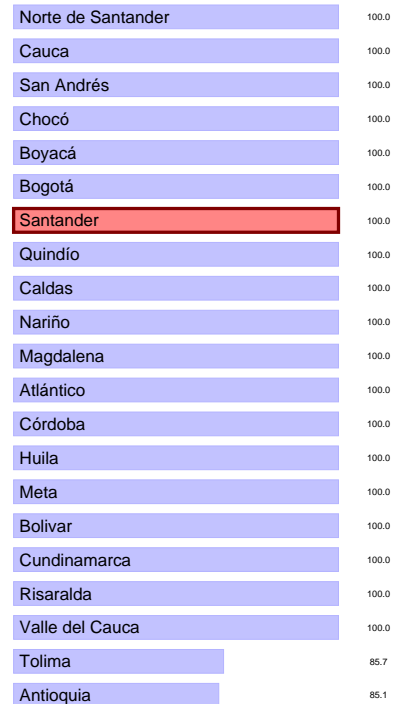 Norte de Santander 100.0
Cauca 100.0
San Andrés 100.0
Chocó 100.0
Boyacá 100.0
Bogotá 100.0
Santander 100.0
Quindío 100.0
Caldas 100.0
Nariño 100.0
Magdalena 100.0
Atlántico 100.0
Córdoba 100.0
Huila 100.0
Meta 100.0
Bolivar 100.0
Cundinamarca 100.0
Risaralda 100.0
Valle del Cauca 100.0
Tolima 85.7
Antioquia 85.1